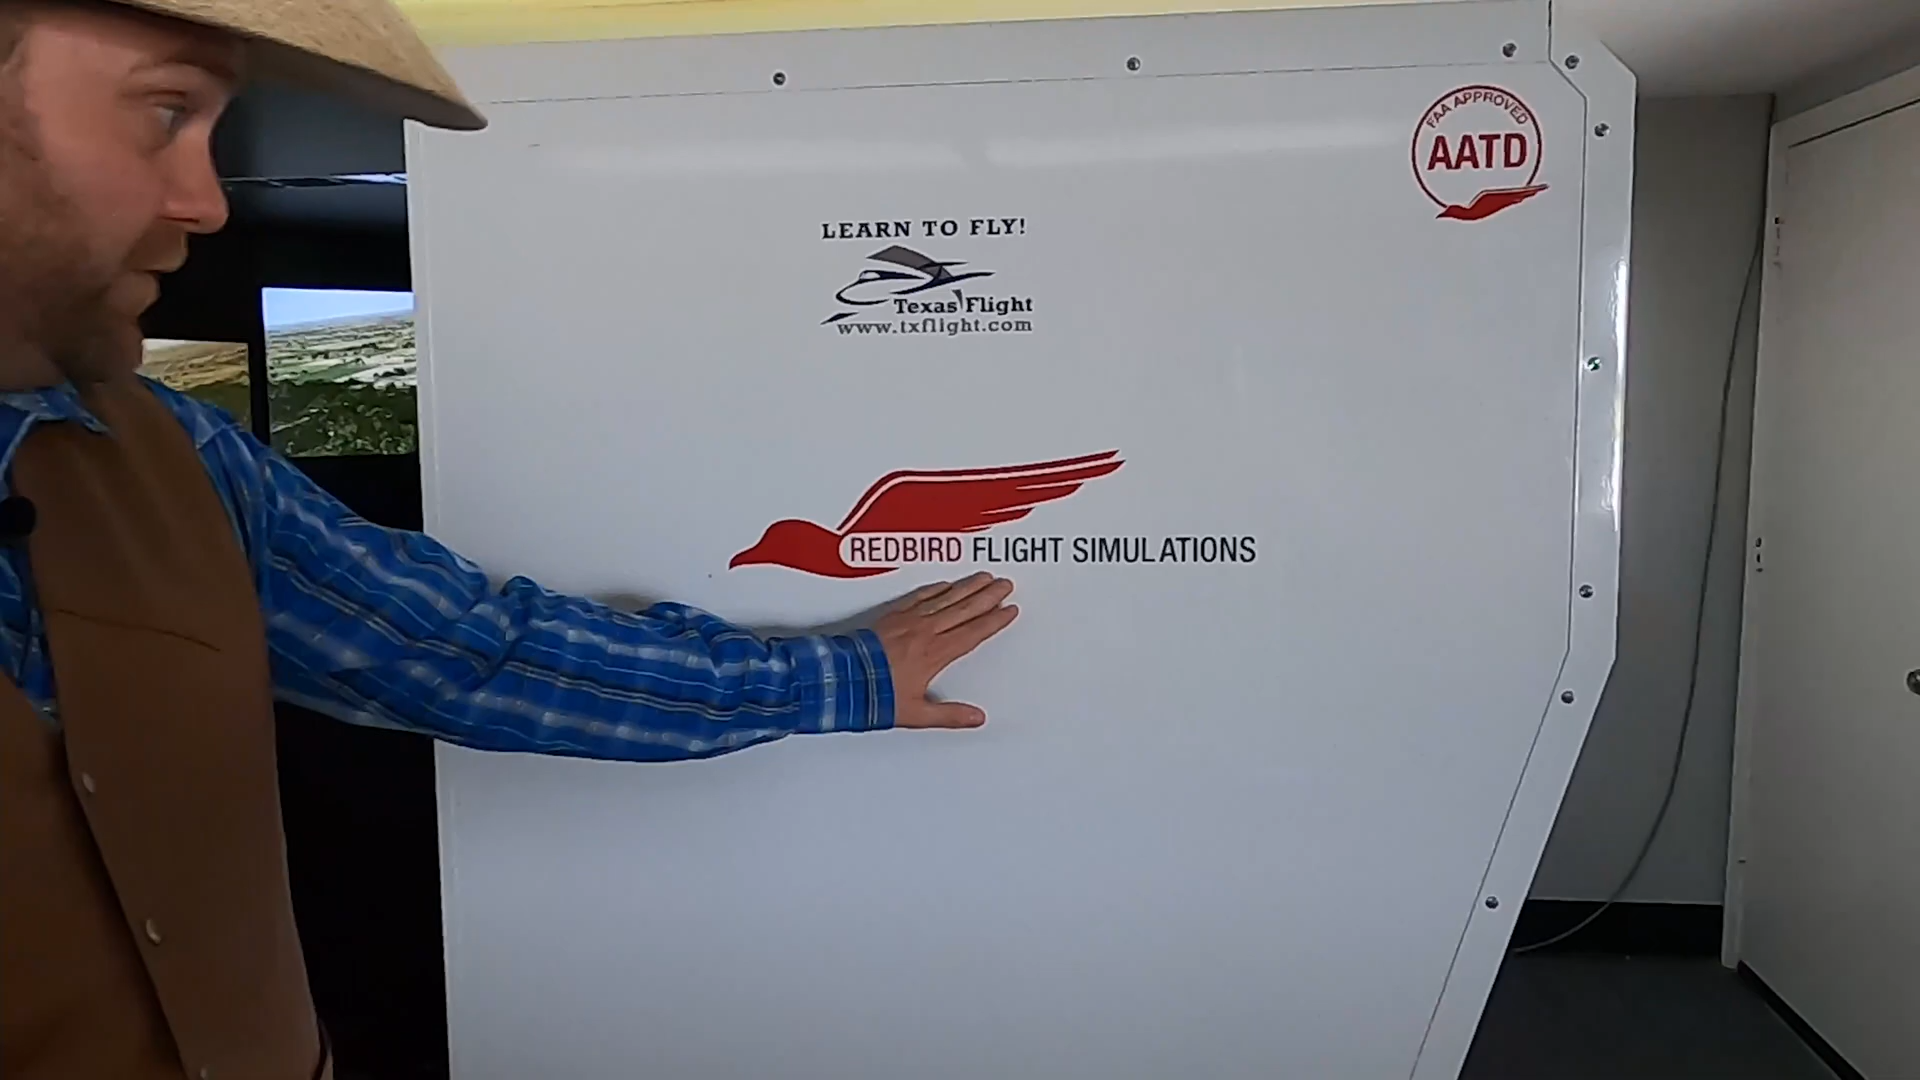 FAA APPROVED
AATD
LEARN TO FLY!
Texas Flight
www.txflight.com
REDBIRD FLIGHT SIMULATIONS